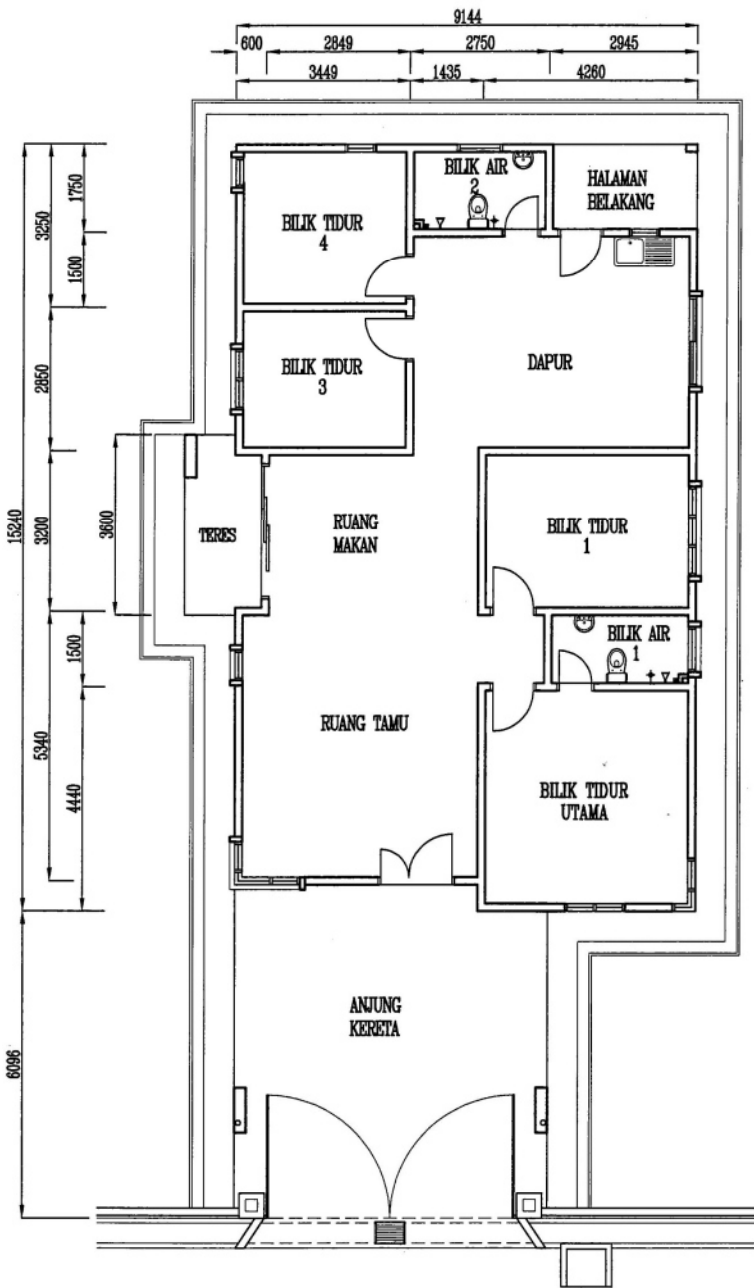 9144
600
2849
2750
2945
3449
1435
4260
15240
3250
1750
1500
2850
3200
3600
5340
1500
4440
6096
BILIK AIR
2
HALAMAN
BELAKANG
BILIK TIDUR
4
BILIK TIDUR
3
DAPUR
TERES
RUANG
MAKAN
BILIK TIDUR
1
BILIK AIR
1
RUANG TAMU
BILIK TIDUR
UTAMA
ANJUNG
KERETA